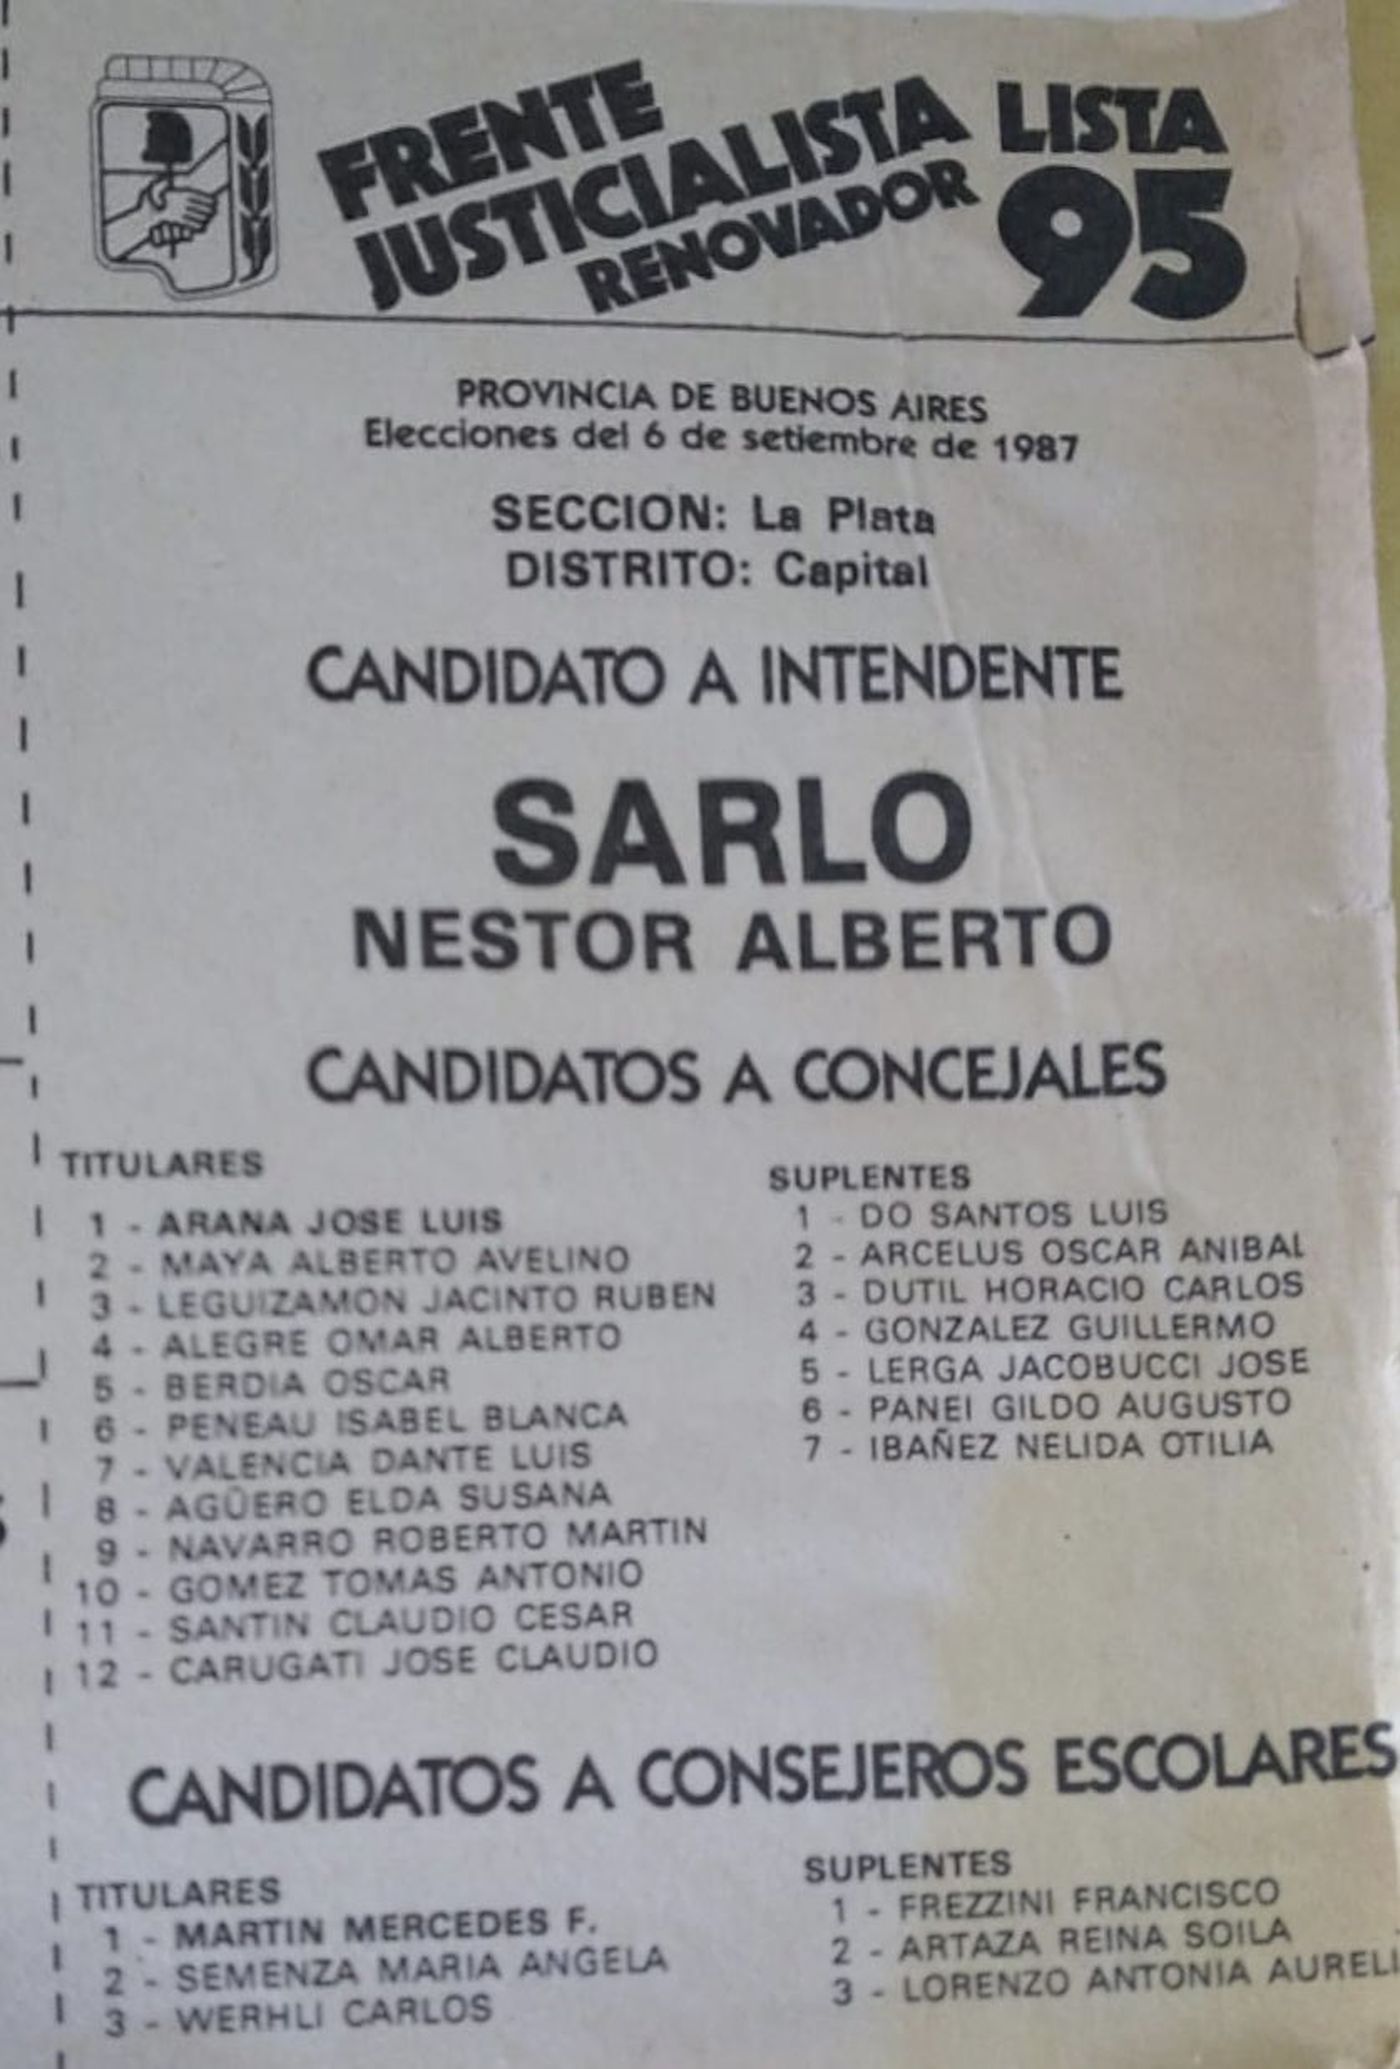 FRENTE
JUSTICIALISTA
RENOVADOR
LISTA
95
PROVINCIA DE BUENOS AIRES
Elecciones del 6 de setiembre de 1987
SECCION: La Plata
DISTRITO: Capital
CANDIDATO A INTENDENTE
SARLO
NESTOR ALBERTO
CANDIDATOS A CONCEJALES
TITULARES
1 - ARANA JOSE LUIS
2 - MAYA ALBERTO AVELINO
3 - LEGUIZAMON JACINTO RUBEN
4 - ALEGRE OMAR ALBERTO
5 - BERDIA OSCAR
6 - PENEAU ISABEL BLANCA
7 - VALENCIA DANTE LUIS
8 - AGÜERO ELDA SUSANA
9 - NAVARRO ROBERTO MARTIN
10 - GOMEZ TOMAS ANTONIO
11 - SANTIN CLAUDIO CESAR
12 - CARUGATI JOSE CLAUDIO
SUPLENTES
1 - DO SANTOS LUIS
2 - ARCELUS OSCAR ANIBAL
3 - DUTIL HORACIO CARLOS
4 - GONZALEZ GUILLERMO
5 - LERGA JACOBUCCI JOSE
6 - PANEI GILDO AUGUSTO
7 - IBAÑEZ NELIDA OTILIA
CANDIDATOS A CONSEJEROS ESCOLARES
TITULARES
1 - MARTIN MERCEDES F.
2 - SEMENZA MARIA ANGELA
3 - WERHLI CARLOS
SUPLENTES
1 - FREZZINI FRANCISCO
2 - ARTAZA REINA SOILA
3 - LORENZO ANTONIA AURELI